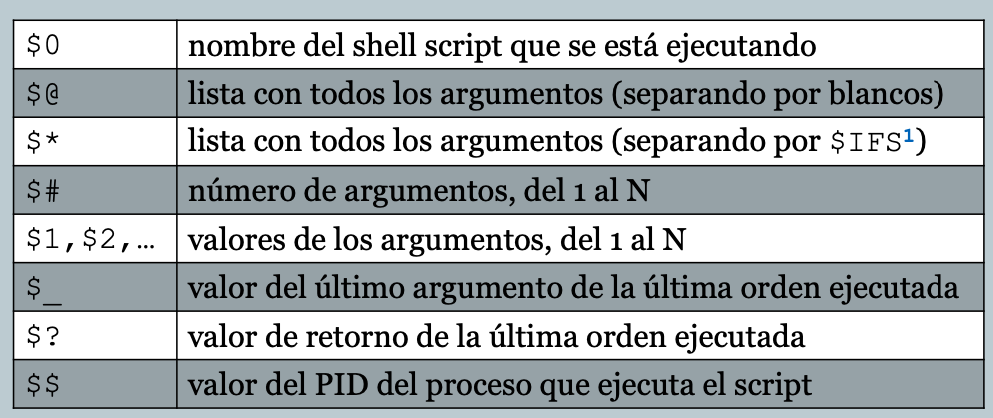 $0 nombre del shell script que se está ejecutando
$@ lista con todos los argumentos (separando por blancos)
$* lista con todos los argumentos (separando por $IFS¹)
$# número de argumentos, del 1 al N
$1,$2,… valores de los argumentos, del 1 al N
$_ valor del último argumento de la última orden ejecutada
$? valor de retorno de la última orden ejecutada
$$ valor del PID del proceso que ejecuta el script